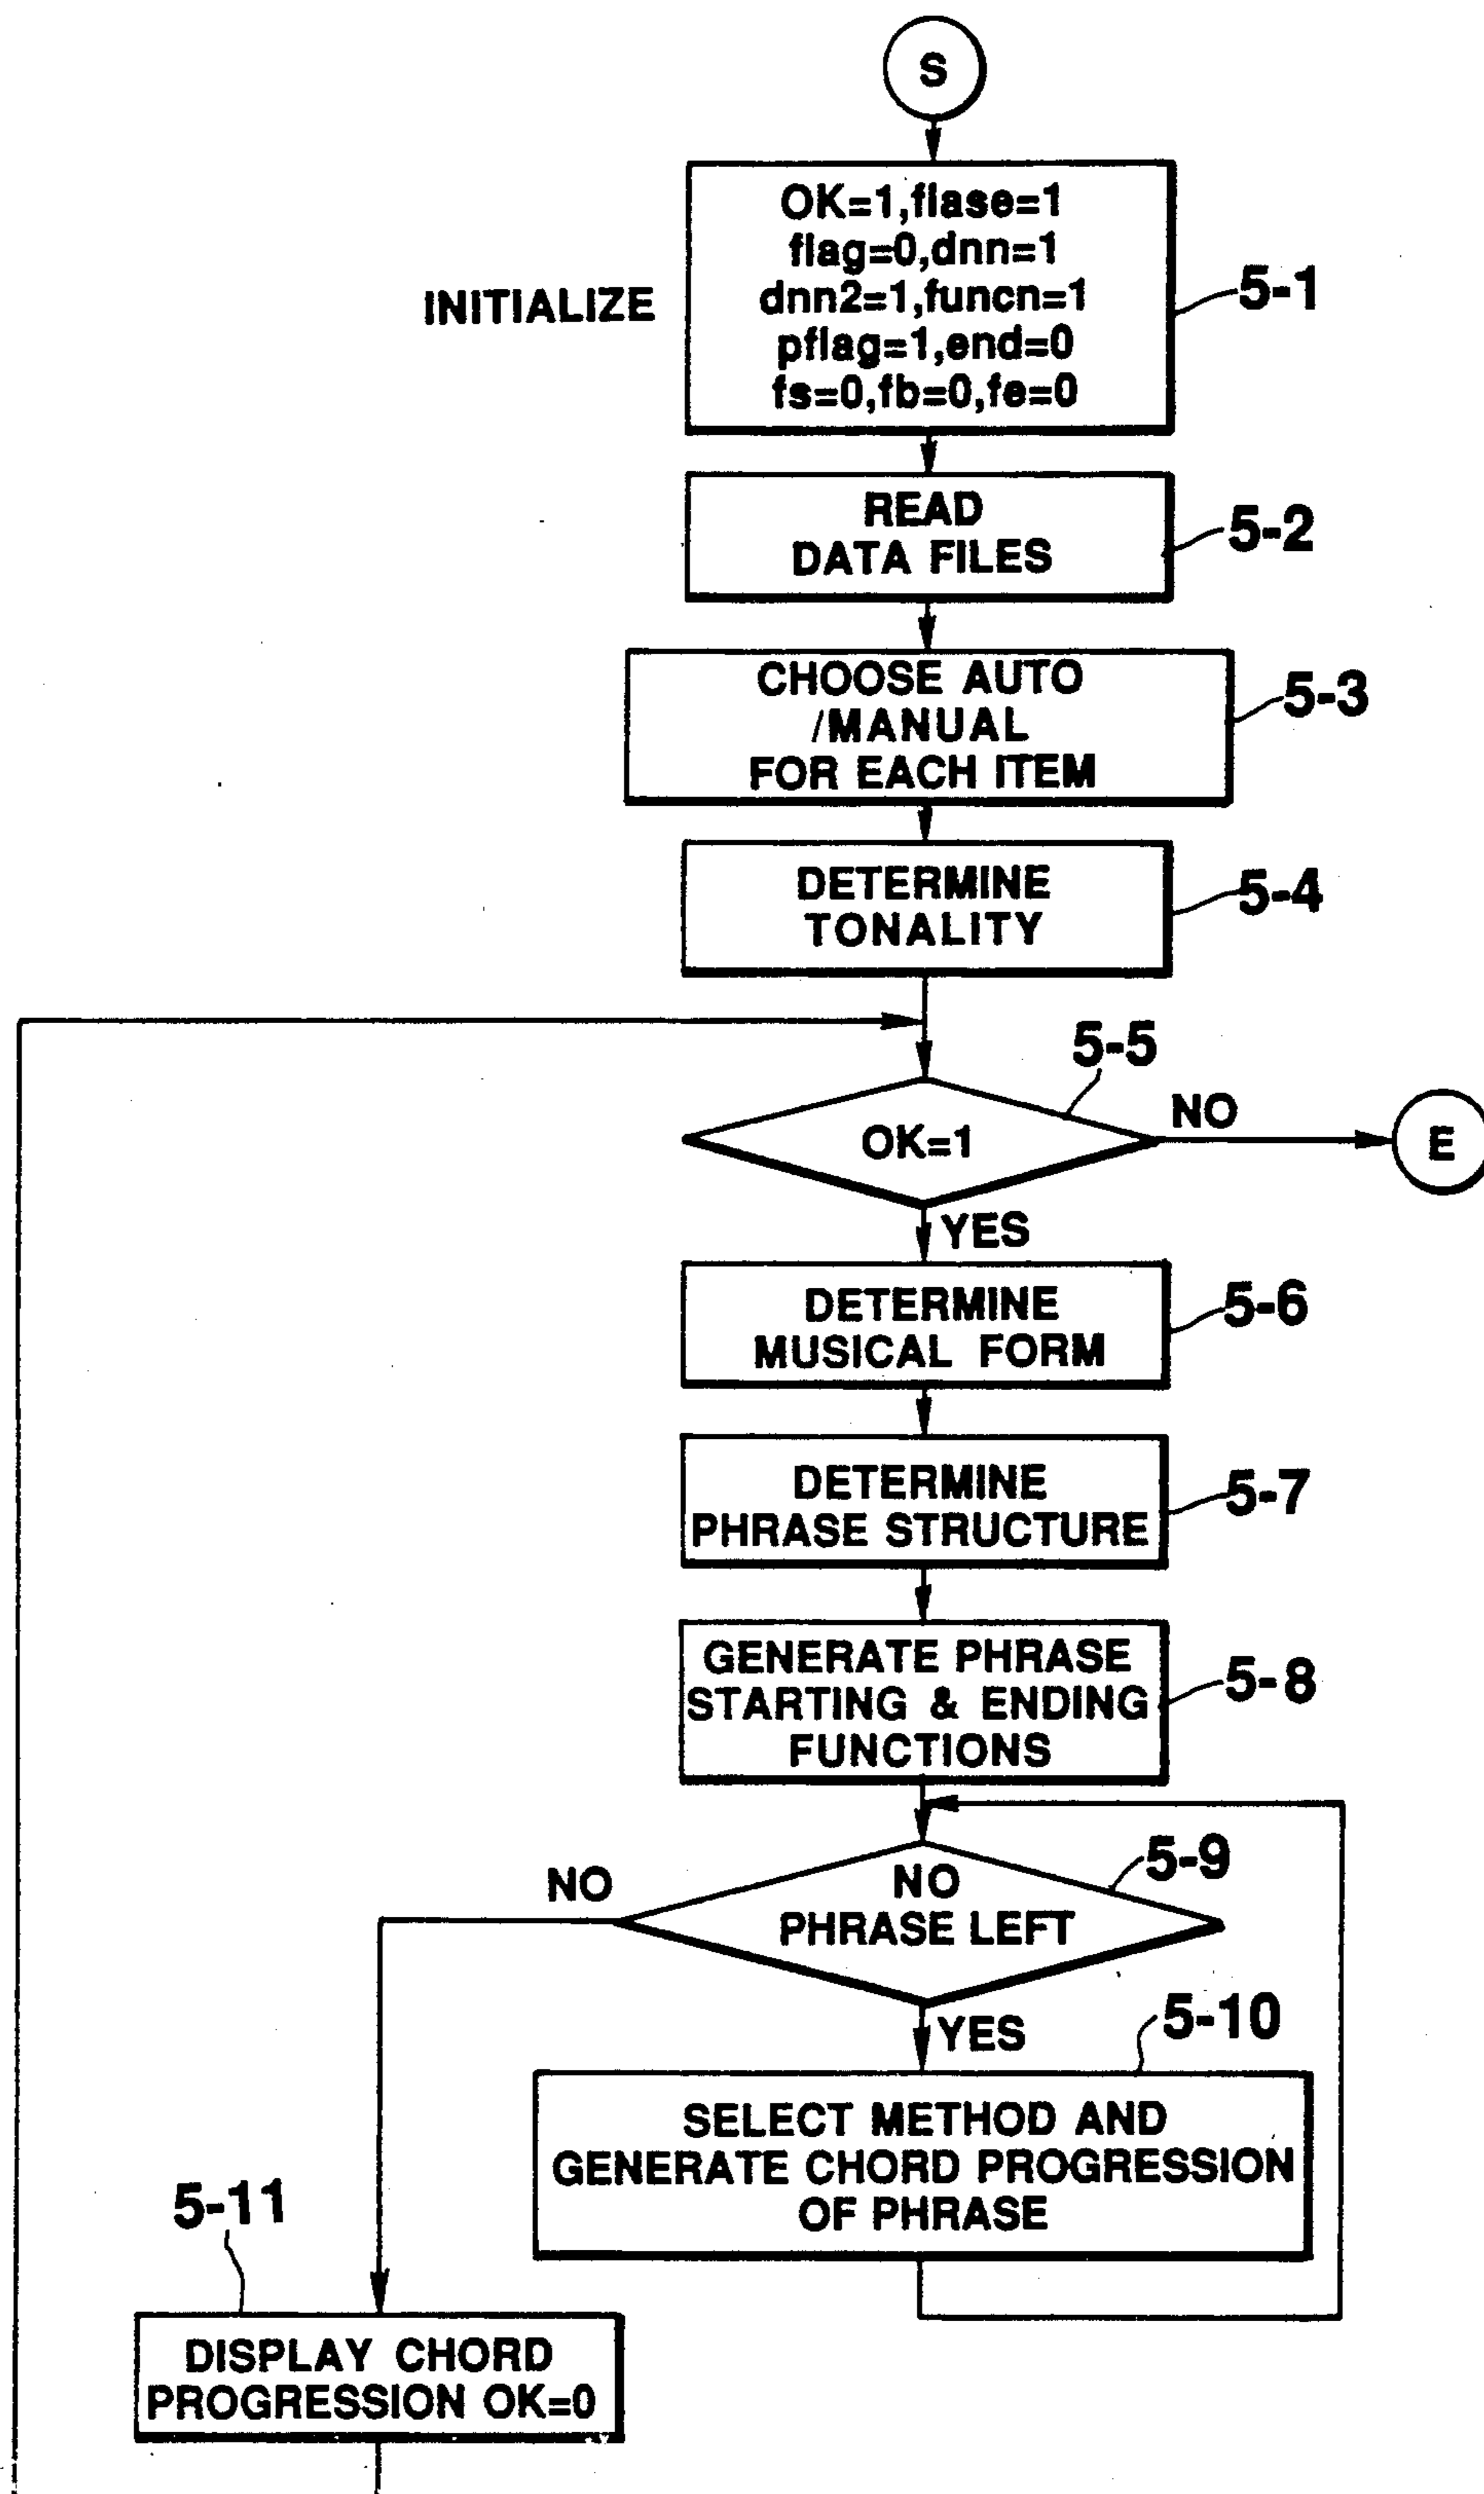 S
OK=1,flase=1
flag=0,dnn=1
INITIALIZE
dnn2=1,funcn=1
5-1
pflag=1,end=0
fs=0,fb=0,fe=0
READ
DATA FILES
5-2
CHOOSE AUTO
/MANUAL
FOR EACH ITEM
5-3
DETERMINE
TONALITY
5-4
5-5
OK=1
NO
E
YES
DETERMINE
MUSICAL FORM
5-6
DETERMINE
PHRASE STRUCTURE
5-7
GENERATE PHRASE
STARTING & ENDING
FUNCTIONS
5-8
5-9
NO
NO
PHRASE LEFT
YES
5-10
SELECT METHOD AND
GENERATE CHORD PROGRESSION
OF PHRASE
5-11
DISPLAY CHORD
PROGRESSION OK=0